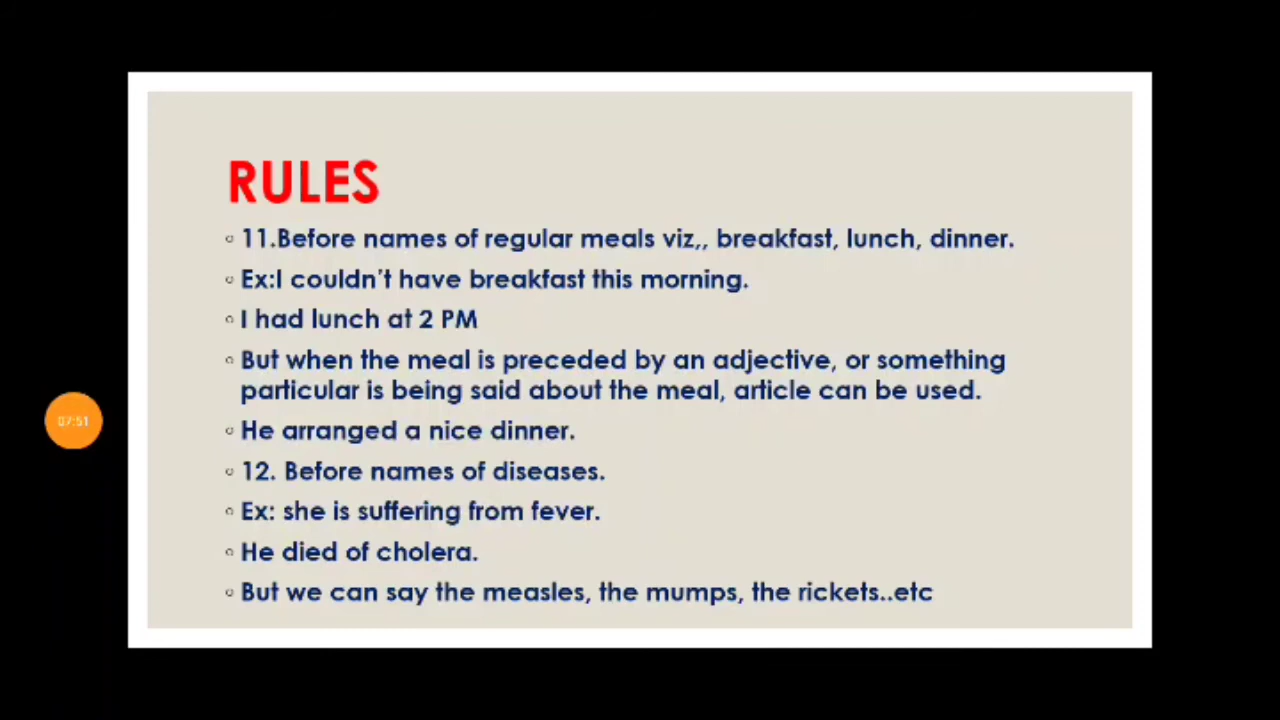 RULES
11.Before names of regular meals viz,, breakfast, lunch, dinner.
Ex:I couldn't have breakfast this morning.
I had lunch at 2 PM
But when the meal is preceded by an adjective, or something
particular is being said about the meal, article can be used.
07:51
He arranged a nice dinner.
12. Before names of diseases.
Ex: she is suffering from fever.
He died of cholera.
But we can say the measles, the mumps, the rickets..etc